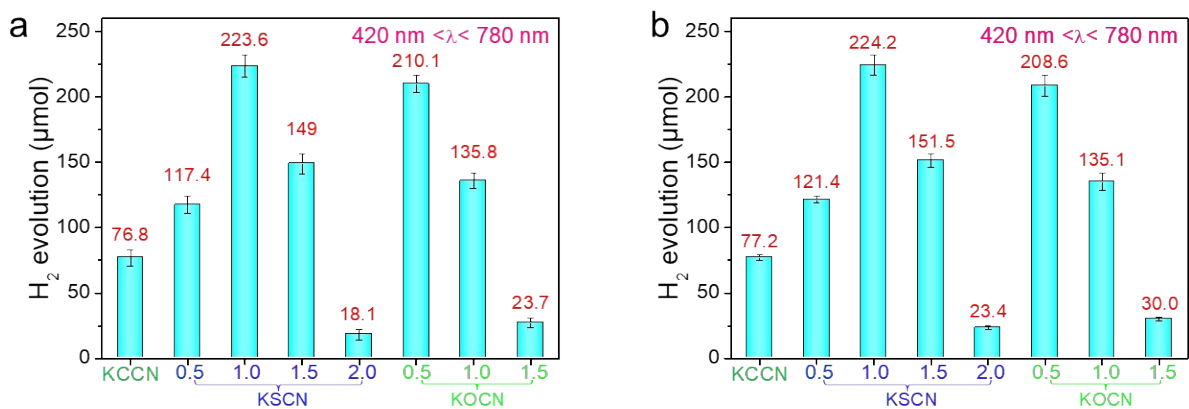 a
420 nm <λ< 780 nm
H2 evolution (μmol)
250
200
150
100
50
0
76.8
117.4
223.6
149
18.1
210.1
135.8
23.7
KCCN 0.5 1.0 1.5 2.0 0.5 1.0 1.5
KSCN KOCN
b
420 nm <λ< 780 nm
H2 evolution (μmol)
250
200
150
100
50
0
77.2
121.4
224.2
151.5
23.4
208.6
135.1
30.0
KCCN 0.5 1.0 1.5 2.0 0.5 1.0 1.5
KSCN KOCN